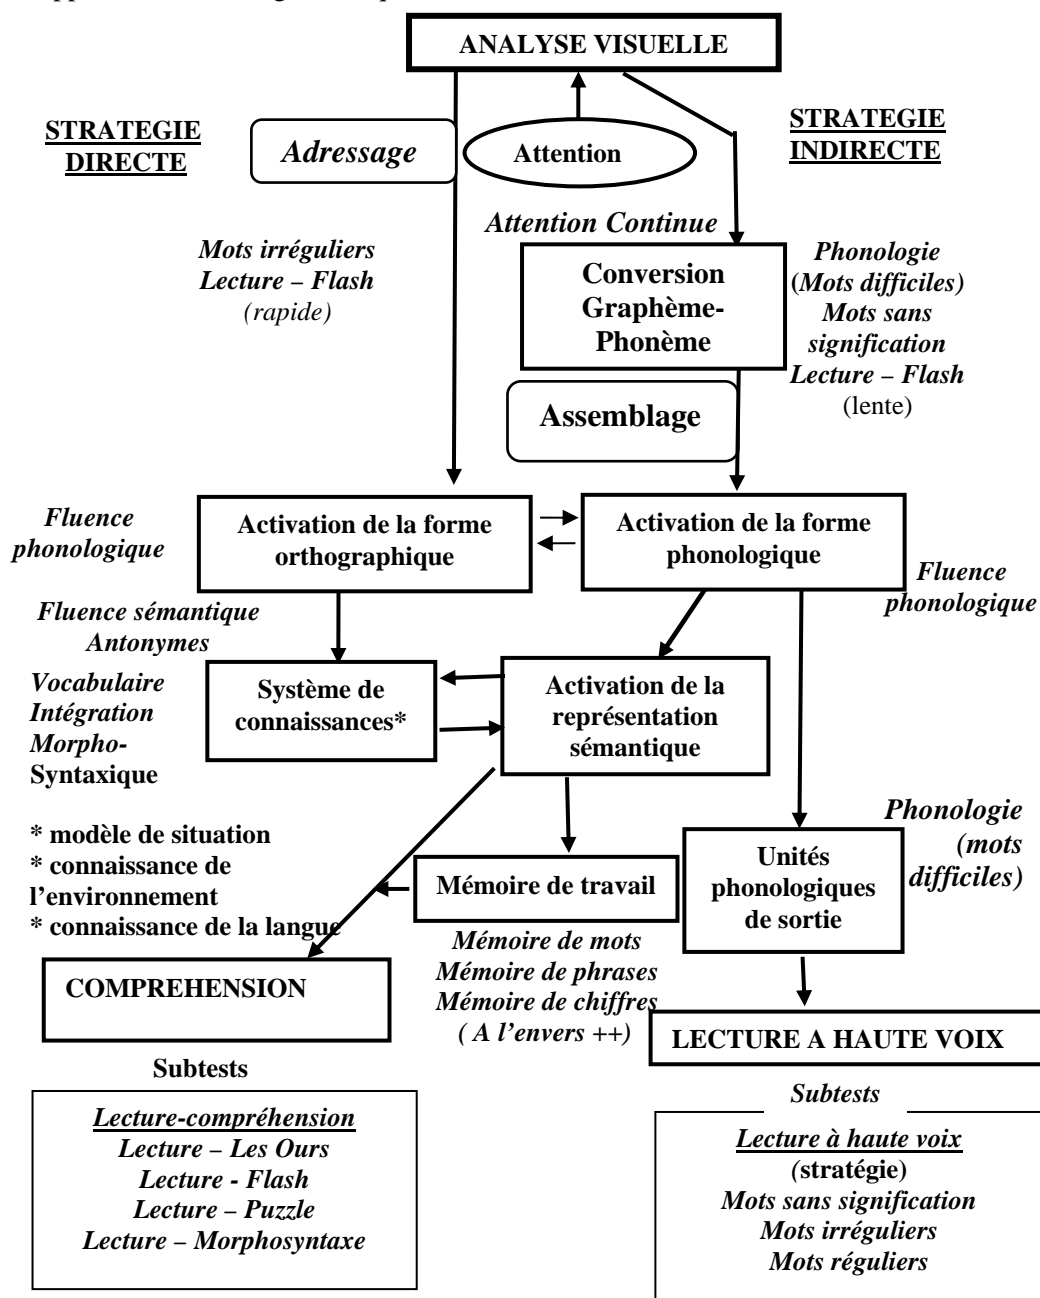 ANALYSE VISUELLE
STRATEGIE
DIRECTE
Adressage
Attention
STRATEGIE
INDIRECTE
Attention Continue
Mots irréguliers
Lecture – Flash
(rapide)
Conversion
Graphème-
Phonème
Phonologie
(Mots difficiles)
Mots sans
signification
Lecture – Flash
(lente)
Assemblage
Fluence
phonologique
Activation de la forme
orthographique
Activation de la forme
phonologique
Fluence
phonologique
Fluence sémantique
Antonymes
Vocabulaire
Intégration
Morpho-
Syntaxique
Système de
connaissances*
Activation de la
représentation
sémantique
* modèle de situation
* connaissance de
l’environnement
* connaissance de la langue
Mémoire de travail
Unités
phonologiques
de sortie
Phonologie
(mots
difficiles)
Mémoire de mots
Mémoire de phrases
Mémoire de chiffres
( A l’envers ++)
COMPREHENSION
LECTURE A HAUTE VOIX
Subtests
Lecture-compréhension
Lecture – Les Ours
Lecture - Flash
Lecture – Puzzle
Lecture – Morphosyntaxe
Subtests
Lecture à haute voix
(stratégie)
Mots sans signification
Mots irréguliers
Mots réguliers